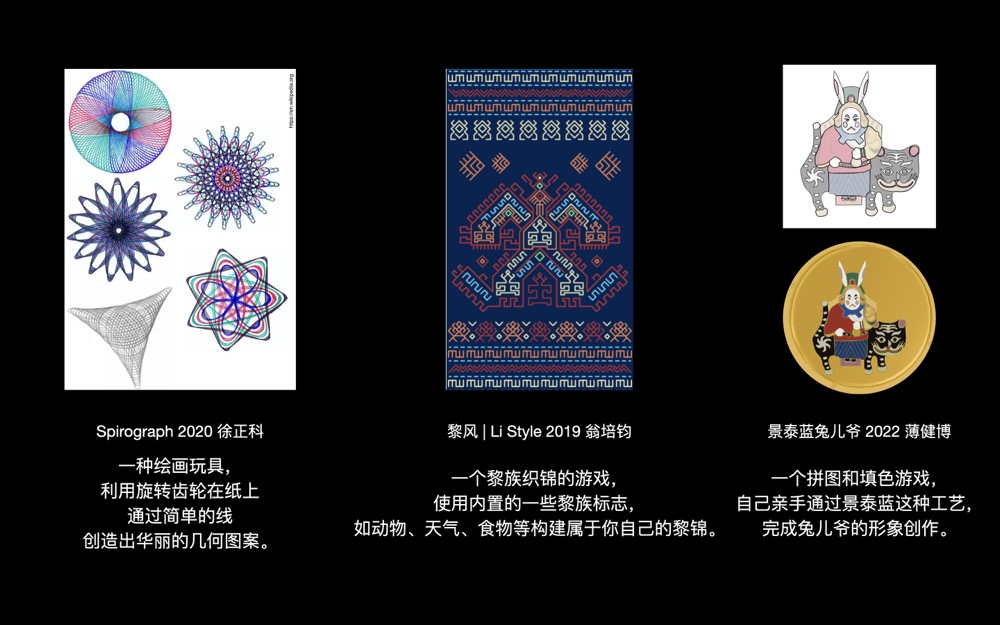 https://en.wikipedia.org
Spirograph 2020 徐正科
一种绘画玩具，
利用旋转齿轮在纸上
通过简单的线
创造出华丽的几何图案。
黎风 | Li Style 2019 翁培钧
一个黎族织锦的游戏，
使用内置的一些黎族标志，
如动物、天气、食物等构建属于你自己的黎锦。
景泰蓝兔儿爷 2022 薄健博
一个拼图和填色游戏，
自己亲手通过景泰蓝这种工艺，
完成兔儿爷的形象创作。